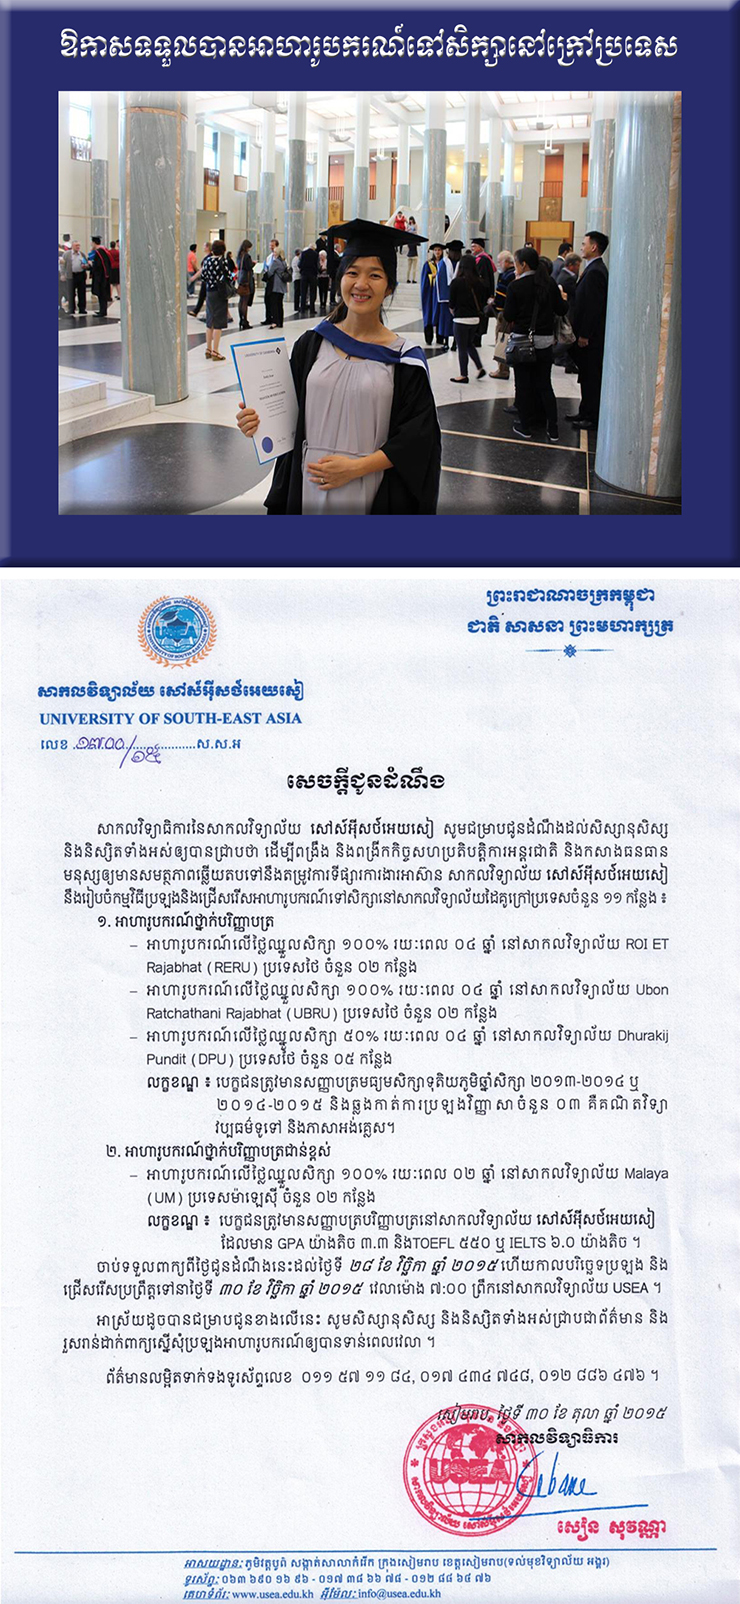 ឱកាសទទួលបានអាហារូបករណ៍ទៅសិក្សានៅក្រៅប្រទេស
ព្រះរាជាណាចក្រកម្ពុជា
ជាតិ សាសនា ព្រះមហាក្សត្រ
USEA
សាកលវិទ្យាល័យ សៅស៍អ៊ីសថ៍អេយសៀ
UNIVERSITY OF SOUTH-EAST ASIA
លេខ .១៧០០/១៥..................ស.ស.អ
សេចក្តីជូនដំណឹង
សាកលវិទ្យាធិការនៃសាកលវិទ្យាល័យ សៅស៍អ៊ីសថ៍អេយសៀ សូមជម្រាបជូនដំណឹងដល់សិស្សានុសិស្ស
និងនិស្សិតទាំងអស់ឲ្យបានជ្រាបថា ដើម្បីពង្រឹង និងពង្រីកកិច្ចសហប្រតិបត្តិការអន្តរជាតិ និងកសាងធនធាន
មនុស្សឲ្យមានសមត្ថភាពឆ្លើយតបទៅនឹងតម្រូវការទីផ្សារការងារអាស៊ាន សាកលវិទ្យាល័យ សៅស៍អ៊ីសថ៍អេយសៀ
នឹងរៀបចំកម្មវិធីប្រឡងនិងជ្រើសរើសអាហារូបករណ៍ទៅសិក្សានៅសាកលវិទ្យាល័យដៃគូក្រៅប្រទេសចំនួន ១១ កន្លែង ៖
១. អាហារូបករណ៍ថ្នាក់បរិញ្ញាបត្រ
– អាហារូបករណ៍លើថ្លៃឈ្នួលសិក្សា ១០០% រយៈពេល ០៤ ឆ្នាំ នៅសាកលវិទ្យាល័យ ROI ET
Rajabhat (RERU) ប្រទេសថៃ ចំនួន ០២ កន្លែង
– អាហារូបករណ៍លើថ្លៃឈ្នួលសិក្សា ១០០% រយៈពេល ០៤ ឆ្នាំ នៅសាកលវិទ្យាល័យ Ubon
Ratchathani Rajabhat (UBRU) ប្រទេសថៃ ចំនួន ០២ កន្លែង
– អាហារូបករណ៍លើថ្លៃឈ្នួលសិក្សា ៥០% រយៈពេល ០៤ ឆ្នាំ នៅសាកលវិទ្យាល័យ Dhurakij
Pundit (DPU) ប្រទេសថៃ ចំនួន ០៥ កន្លែង
លក្ខខណ្ឌ ៖ បេក្ខជនត្រូវមានសញ្ញាបត្រមធ្យមសិក្សាទុតិយភូមិឆ្នាំសិក្សា ២០១៣-២០១៤ ឬ
២០១៤-២០១៥ និងឆ្លងកាត់ការប្រឡងវិញ្ញាសាចំនួន ០៣ គឺគណិតវិទ្យា
វប្បធម៌ទូទៅ និងភាសាអង់គ្លេស។
២. អាហារូបករណ៍ថ្នាក់បរិញ្ញាបត្រជាន់ខ្ពស់
– អាហារូបករណ៍លើថ្លៃឈ្នួលសិក្សា ១០០% រយៈពេល ០២ ឆ្នាំ នៅសាកលវិទ្យាល័យ Malaya
(UM) ប្រទេសម៉ាឡេស៊ី ចំនួន ០២ កន្លែង
លក្ខខណ្ឌ ៖ បេក្ខជនត្រូវមានសញ្ញាបត្របរិញ្ញាបត្រនៅសាកលវិទ្យាល័យ សៅស៍អ៊ីសថ៍អេយសៀ
ដែលមាន GPA យ៉ាងតិច ៣.៣ និងTOEFL ៥៥០ ឬ IELTS ៦.០ យ៉ាងតិច ។
ចាប់ទទួលពាក្យពីថ្ងៃជូនដំណឹងនេះដល់ថ្ងៃទី ២៨ ខែ វិច្ឆិកា ឆ្នាំ ២០១៥ ហើយកាលបរិច្ឆេទប្រឡង និង
ជ្រើសរើសប្រព្រឹត្តទៅនាថ្ងៃទី ៣០ ខែ វិច្ឆិកា ឆ្នាំ ២០១៥ វេលាម៉ោង ៧:០០ ព្រឹកនៅសាកលវិទ្យាល័យ USEA ។
អាស្រ័យដូចបានជម្រាបជូនខាងលើនេះ សូមសិស្សានុសិស្ស និងនិស្សិតទាំងអស់ជ្រាបជាព័ត៌មាន និង
រួសរាន់ដាក់ពាក្យស្នើសុំប្រឡងអាហារូបករណ៍ឲ្យបានទាន់ពេលវេលា ។
ព័ត៌មានលម្អិតទាក់ទងទូរស័ព្ទលេខ ០១១ ៥៧ ១១ ៨៤, ០១៧ ៤៣៤ ៧៤៨, ០១២ ៨៨៦ ៤៧៦ ។
សៀមរាប, ថ្ងៃទី ៣០ ខែ តុលា ឆ្នាំ ២០១៥
សាកលវិទ្យាធិការ
USEA
សៀន សុវណ្ណា
អាសយដ្ឋាន: ភូមិវត្តបូព៌ សង្កាត់សាលាកំរើក ក្រុងសៀមរាប ខេត្តសៀមរាប(ទល់មុខវិទ្យាល័យ អង្គរ)
ទូរស័ព្ទ: ០៦៣ ៦៩០ ១៦ ៩៦ - ០១៧ ៣៨ ៦៦ ៧៨ - ០១២ ៨៨ ៦៤ ៧៦
គេហទំព័រ: www.usea.edu.kh អ៊ីម៉ែល: info@usea.edu.kh